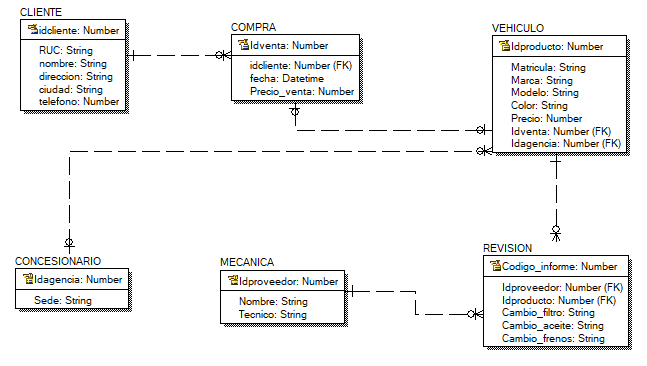 CLIENTE
idcliente: Number
RUC: String
nombre: String
direccion: String
ciudad: String
telefono: Number
COMPRA
Idventa: Number
idcliente: Number (FK)
fecha: Datetime
Precio_venta: Number
VEHICULO
Idproducto: Number
Matricula: String
Marca: String
Modelo: String
Color: String
Precio: Number
Idventa: Number (FK)
Idagencia: Number (FK)
CONCESIONARIO
Idagencia: Number
Sede: String
MECANICA
Idproveedor: Number
Nombre: String
Tecnico: String
REVISION
Codigo_informe: Number
Idproveedor: Number (FK)
Idproducto: Number (FK)
Cambio_filtro: String
Cambio_aceite: String
Cambio_frenos: String